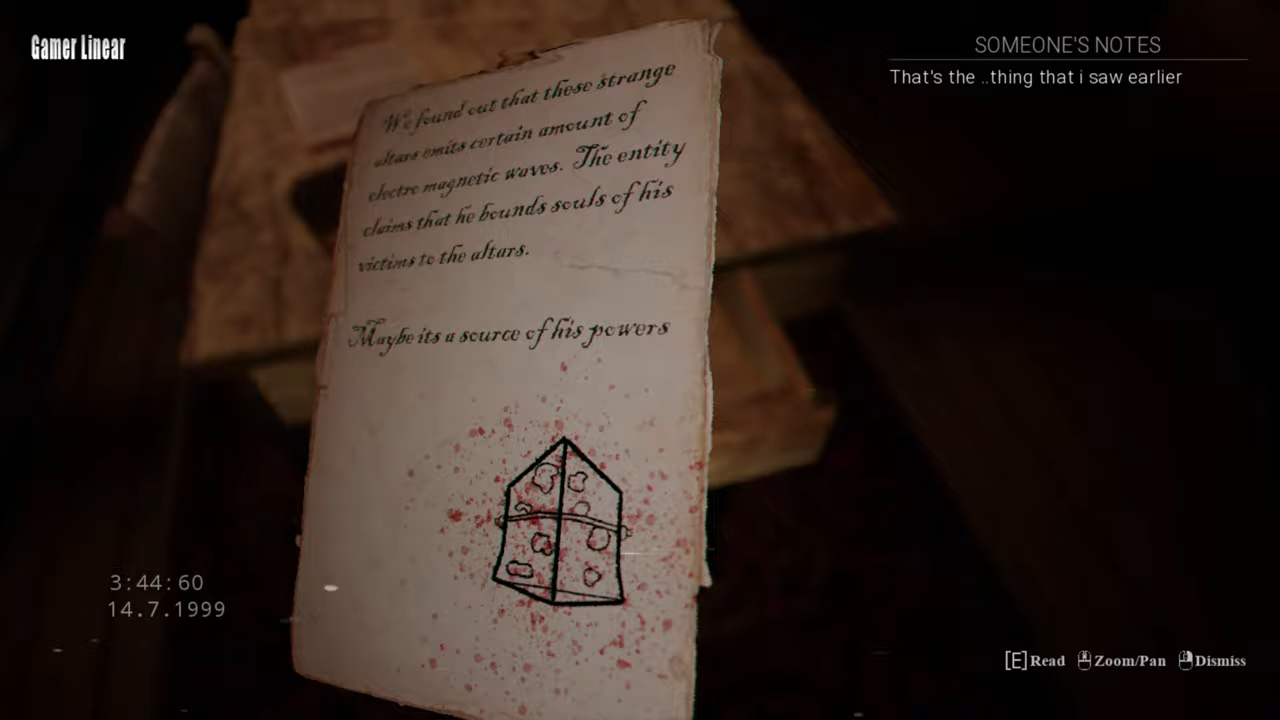 Gamer Linear
SOMEONE'S NOTES
That's the ..thing that i saw earlier
We found out that these strange
altars emits certain amount of
electro magnetic waves. The entity
claims that he bounds souls of his
victims to the altars.
Maybe its a source of his powers
3:44:60
14.7.1999
[E] Read Zoom/Pan Dismiss